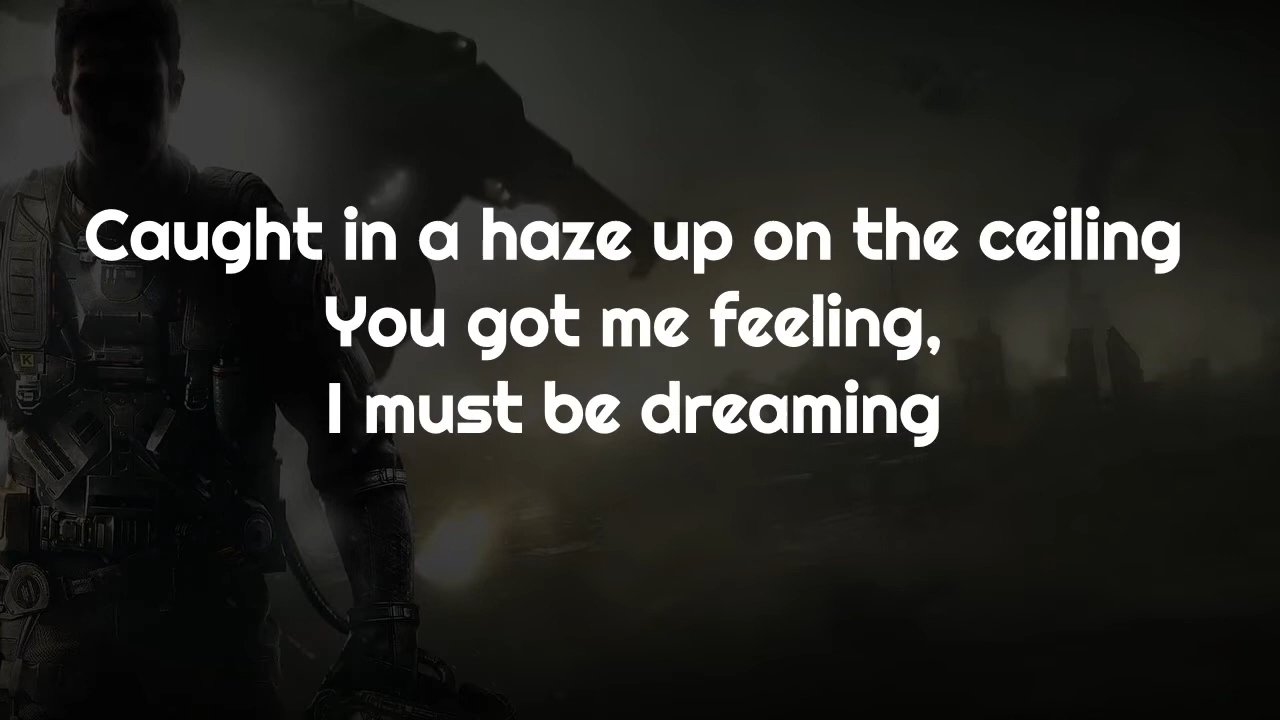 Caught in a haze up on the ceiling
You got me feeling,
I must be dreaming
K